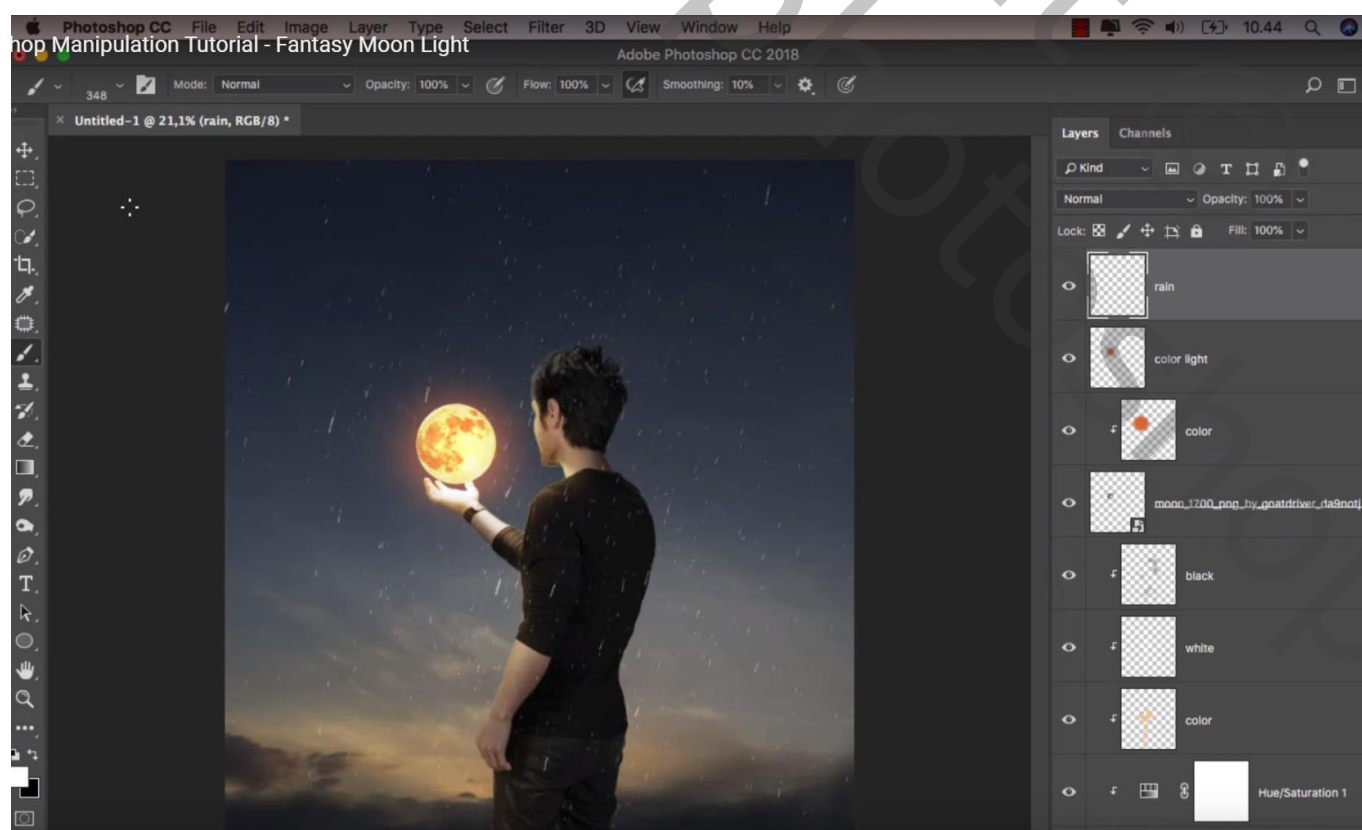 Photoshop CC File Edit Image Layer Type Select Filter 3D View Window Help 10.44
hop Manipulation Tutorial - Fantasy Moon Light
Adobe Photoshop CC 2018
348 Mode: Normal Opacity: 100% Flow: 100% Smoothing: 10%
× Untitled-1 @ 21,1% (rain, RGB/8) *
Layers Channels
Kind
Normal Opacity: 100%
Lock: Fill: 100%
rain
color light
color
moon_1700_png_by_goatdriver_da9notj
black
white
color
Hue/Saturation 1